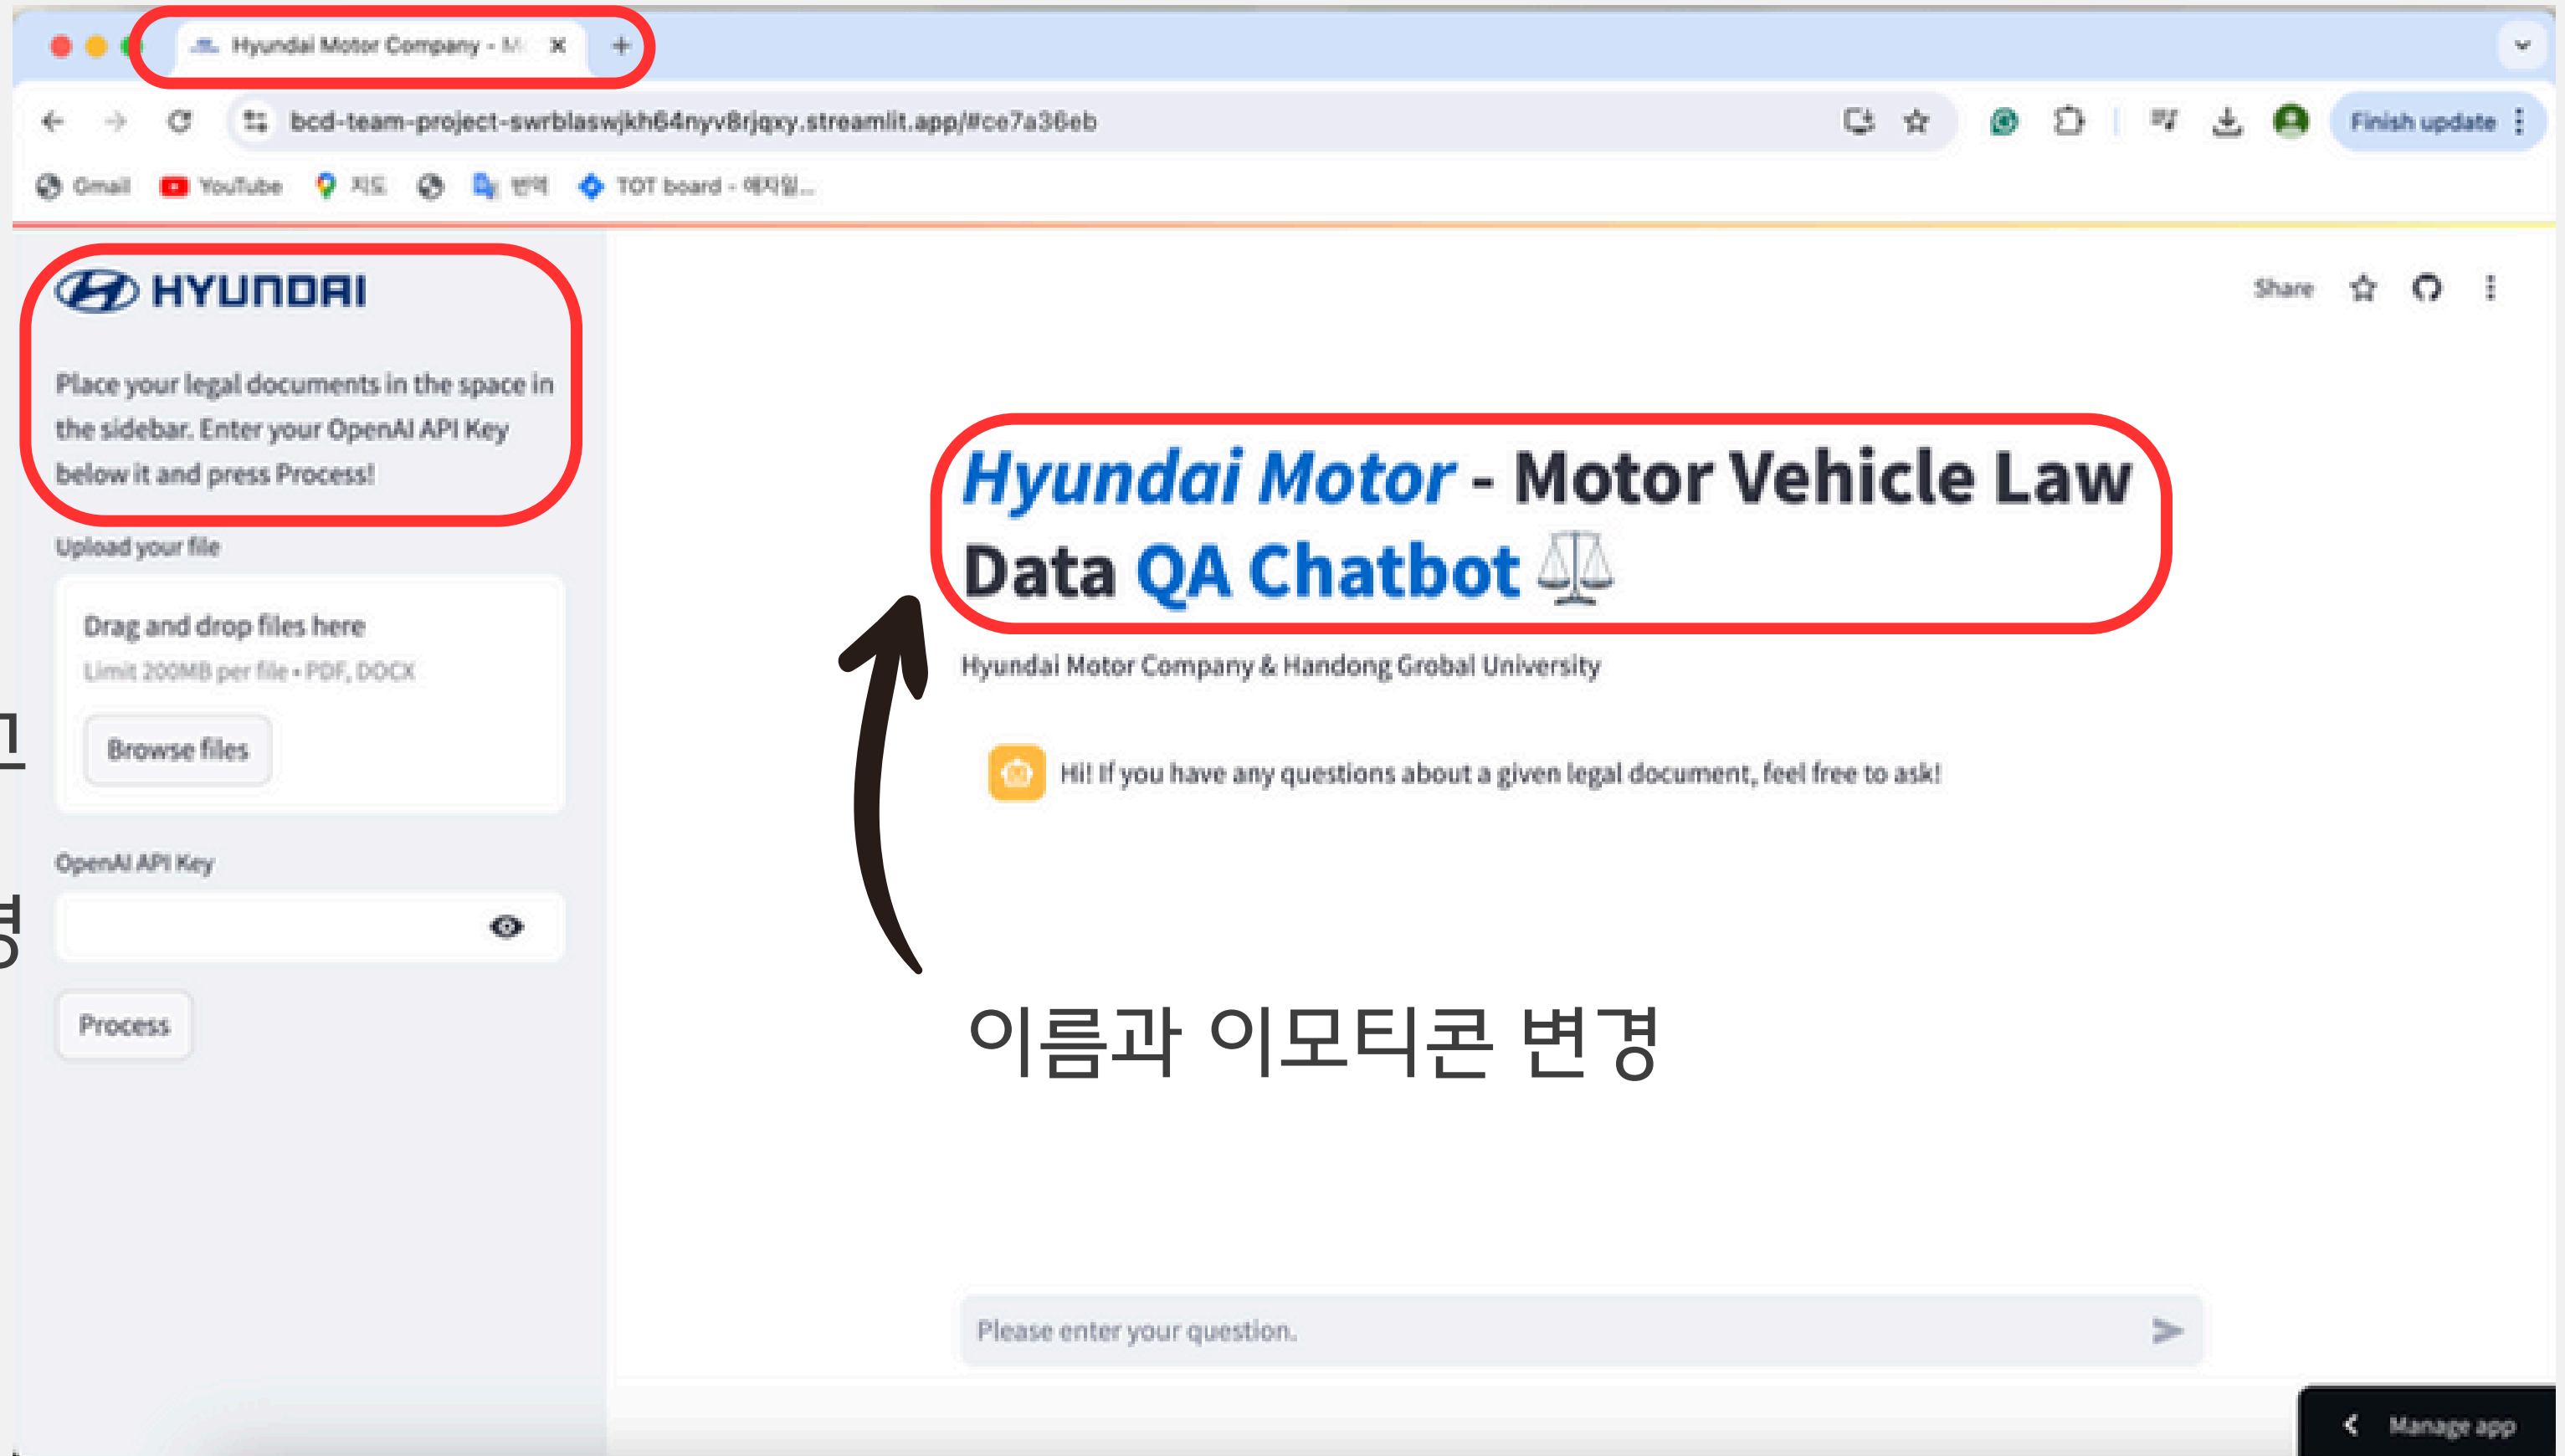 Hyundai Motor Company - M
bcd-team-project-swrblaswjkh64nyv8rjqxy.streamlit.app/#ce7a36eb
Finish update
Gmail YouTube 지도 번역 TOT board - 애자일...
HYUNDAI
Share
Place your legal documents in the space in
the sidebar. Enter your OpenAI API Key
below it and press Process!
Upload your file
Drag and drop files here
Limit 200MB per file • PDF, DOCX
Browse files
고
OpenAI API Key
경
Process
Hyundai Motor - Motor Vehicle Law
Data QA Chatbot ⚖️
Hyundai Motor Company & Handong Grobal University
Hi! If you have any questions about a given legal document, feel free to ask!
이름과 이모티콘 변경
Please enter your question.
Manage app